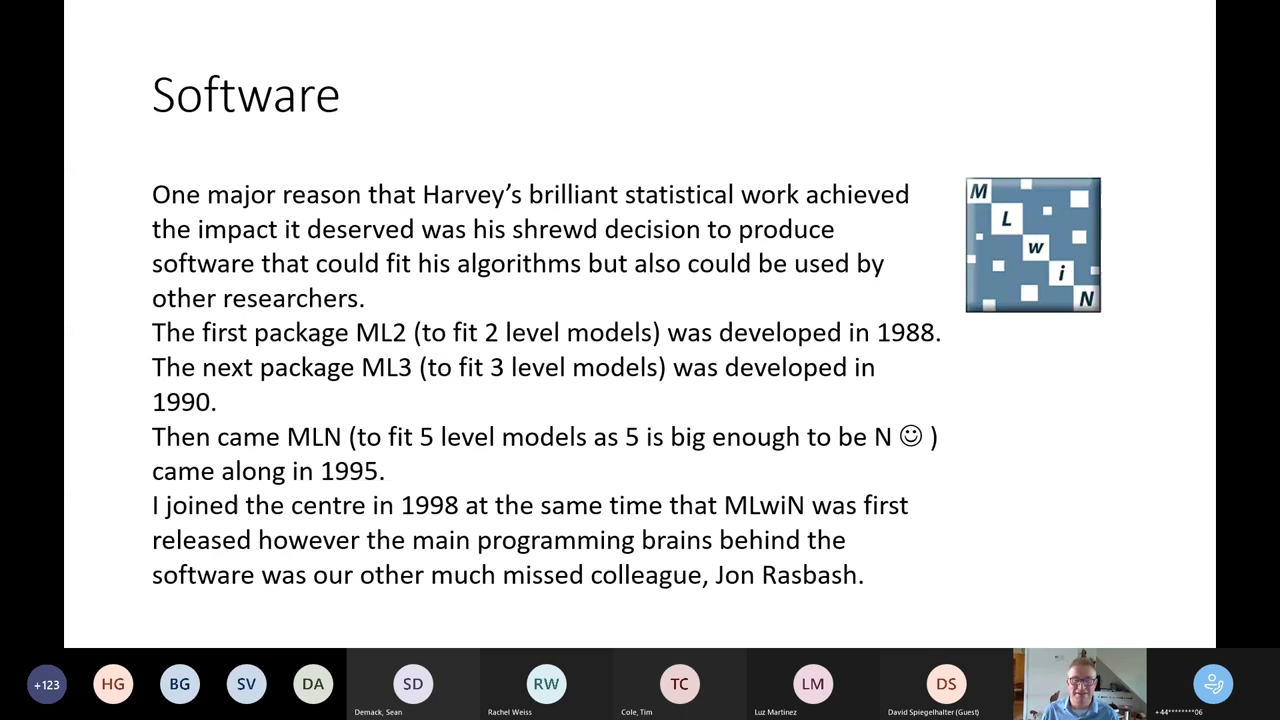 Software
One major reason that Harvey’s brilliant statistical work achieved
the impact it deserved was his shrewd decision to produce
software that could fit his algorithms but also could be used by
other researchers.
The first package ML2 (to fit 2 level models) was developed in 1988.
The next package ML3 (to fit 3 level models) was developed in
1990.
Then came MLN (to fit 5 level models as 5 is big enough to be N ☺ )
came along in 1995.
I joined the centre in 1998 at the same time that MLwiN was first
released however the main programming brains behind the
software was our other much missed colleague, Jon Rasbash.
M
L
w
i
N
+123
HG
BG
SV
DA
SD
RW
TC
LM
DS
Demack, Sean
Rachel Weiss
Cole, Tim
Luz Martinez
David Spiegelhalter (Guest)
+44********06